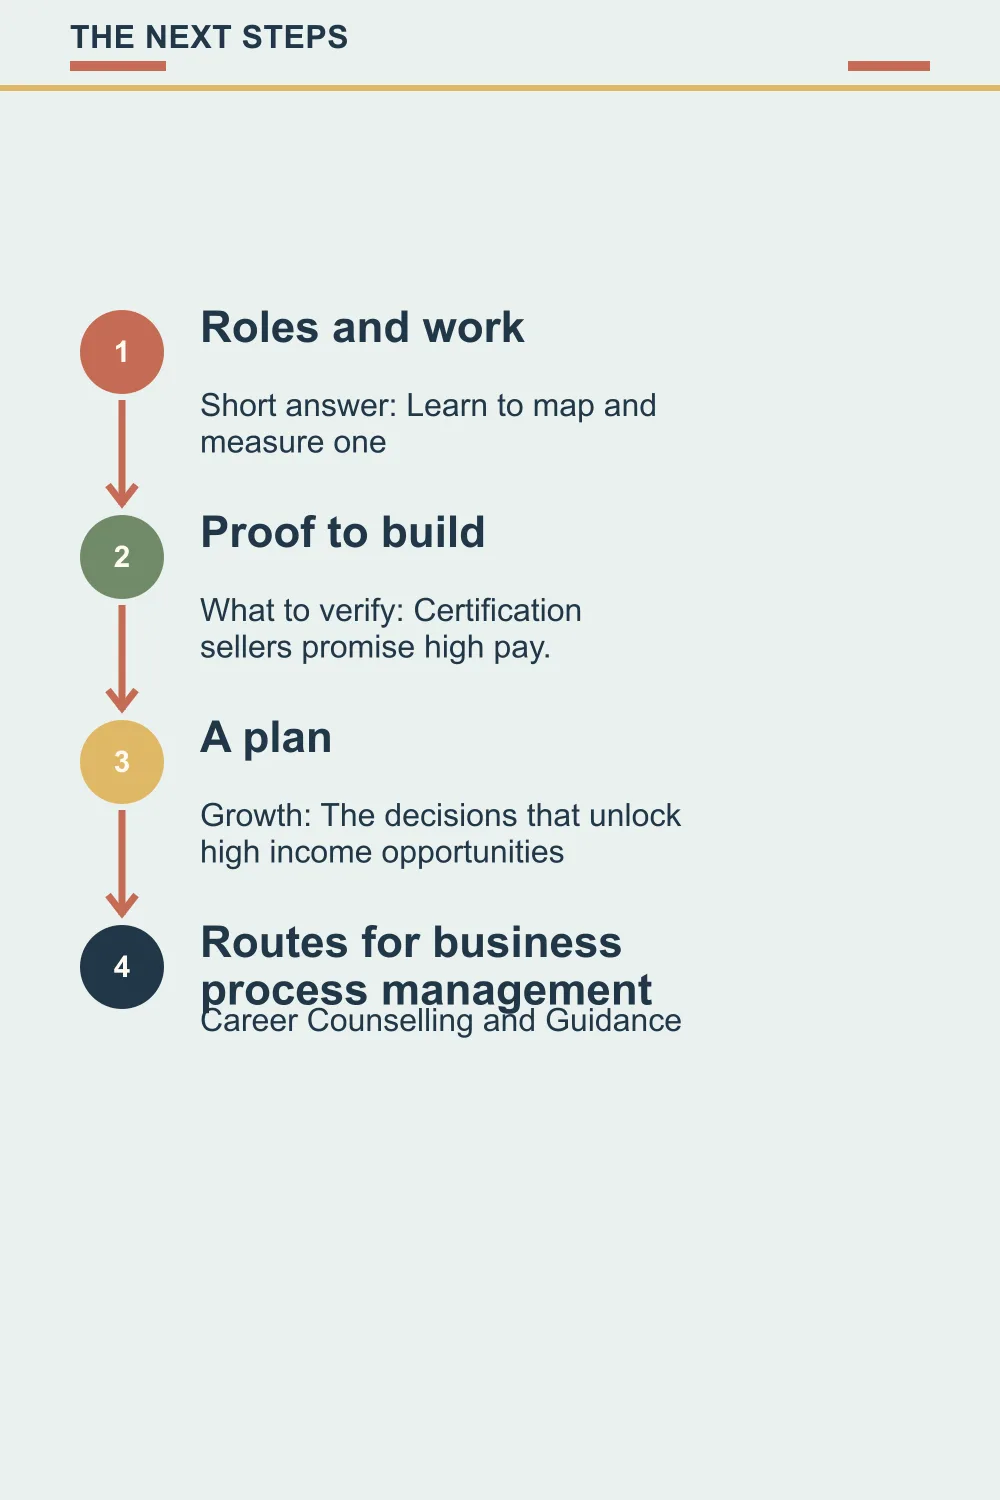 THE NEXT STEPS
1
Roles and work
Short answer: Learn to map and
measure one
2
Proof to build
What to verify: Certification
sellers promise high pay.
3
A plan
Growth: The decisions that unlock
high income opportunities
4
Routes for business
process management
Career Counselling and Guidance